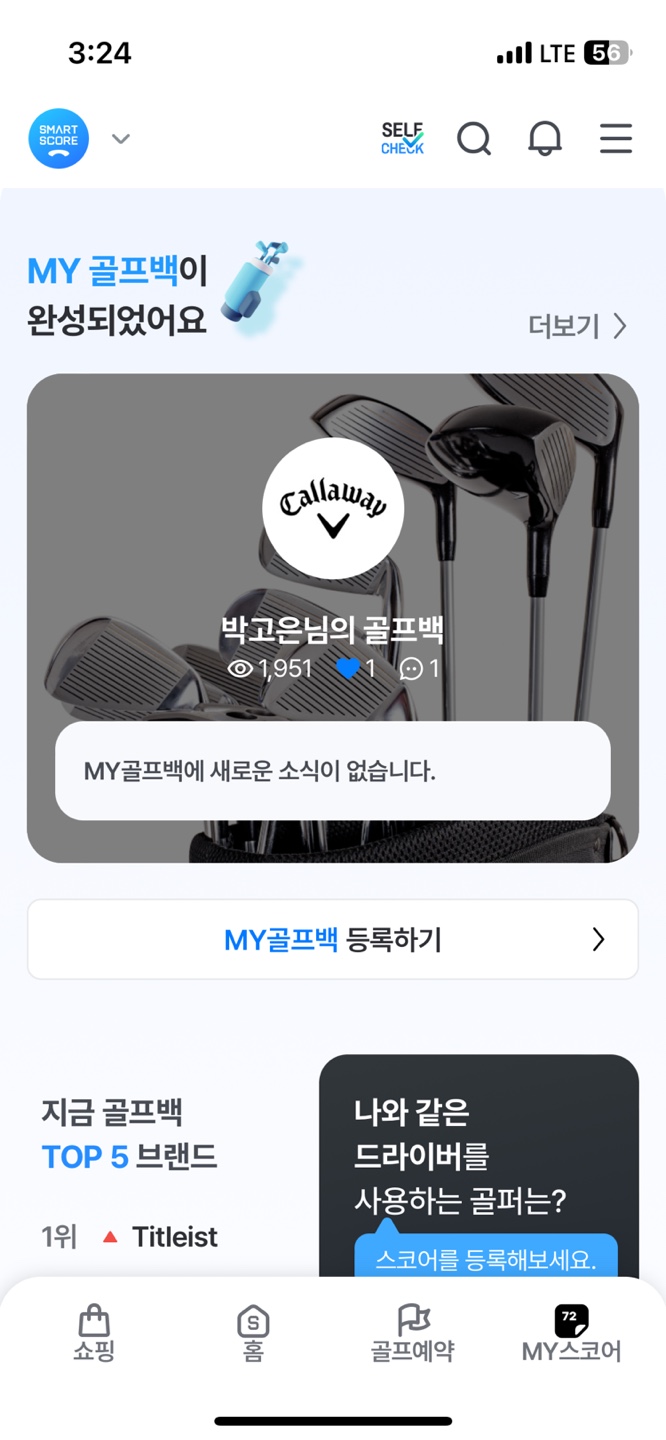 3:24
LTE 56
SMART
SCORE
SELF
CHECK
MY 골프백이
완성되었어요
더보기
Callaway
박고은님의 골프백
1,951 1 1
MY골프백에 새로운 소식이 없습니다.
MY골프백 등록하기
지금 골프백
TOP 5 브랜드
1위 Titleist
나와 같은
드라이버를
사용하는 골퍼는?
스코어를 등록해보세요.
쇼핑
S
홈
골프예약
72
MY스코어